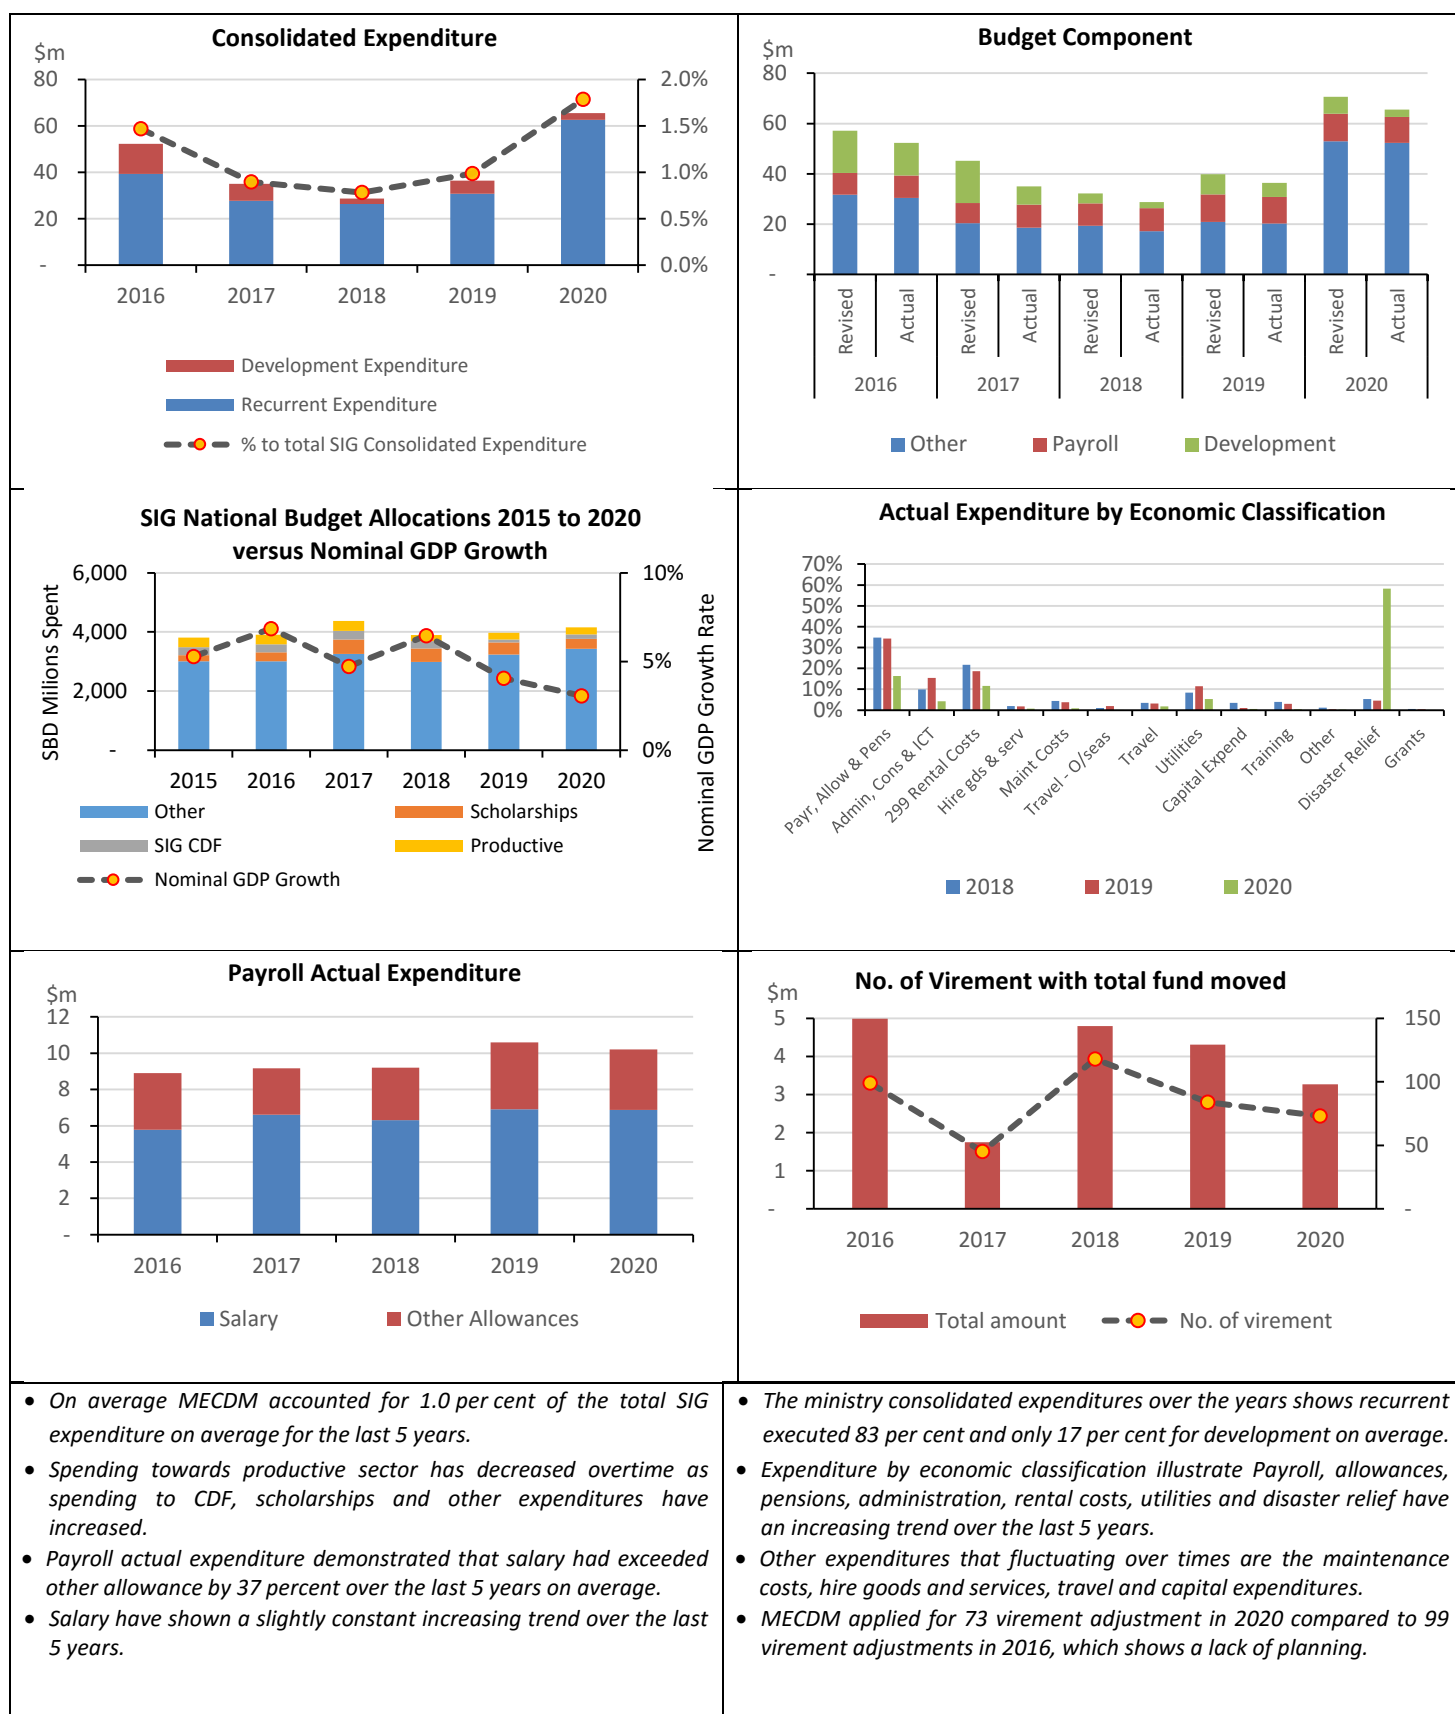 Consolidated Expenditure
$m
80
60
40
20
-
2.0%
1.5%
1.0%
0.5%
0.0%
2016 2017 2018 2019 2020
Development Expenditure
Recurrent Expenditure
% to total SIG Consolidated Expenditure
Budget Component
$m
80
60
40
20
-
Revised Actual Revised Actual Revised Actual Revised Actual Revised Actual
2016 2017 2018 2019 2020
Other Payroll Development
SIG National Budget Allocations 2015 to 2020
versus Nominal GDP Growth
SBD Milions Spent
6,000
4,000
2,000
-
10%
5%
0%
Nominal GDP Growth Rate
2015 2016 2017 2018 2019 2020
Other Scholarships
SIG CDF Productive
Nominal GDP Growth
Actual Expenditure by Economic Classification
70%
60%
50%
40%
30%
20%
10%
0%
Payr, Allow & Pens
Admin, Cons & ICT
299 Rental Costs
Hire gds & serv
Maint Costs
Travel - O/seas
Travel
Utilities
Capital Expend
Training
Other
Disaster Relief
Grants
2018 2019 2020
Payroll Actual Expenditure
$m
12
10
8
6
4
2
-
2016 2017 2018 2019 2020
Salary Other Allowances
No. of Virement with total fund moved
$m
5
4
3
2
1
-
150
100
50
-
2016 2017 2018 2019 2020
Total amount No. of virement
• On average MECDM accounted for 1.0 per cent of the total SIG
expenditure on average for the last 5 years.
• Spending towards productive sector has decreased overtime as
spending to CDF, scholarships and other expenditures have
increased.
• Payroll actual expenditure demonstrated that salary had exceeded
other allowance by 37 percent over the last 5 years on average.
• Salary have shown a slightly constant increasing trend over the last
5 years.
• The ministry consolidated expenditures over the years shows recurrent
executed 83 per cent and only 17 per cent for development on average.
• Expenditure by economic classification illustrate Payroll, allowances,
pensions, administration, rental costs, utilities and disaster relief have
an increasing trend over the last 5 years.
• Other expenditures that fluctuating over times are the maintenance
costs, hire goods and services, travel and capital expenditures.
• MECDM applied for 73 virement adjustment in 2020 compared to 99
virement adjustments in 2016, which shows a lack of planning.